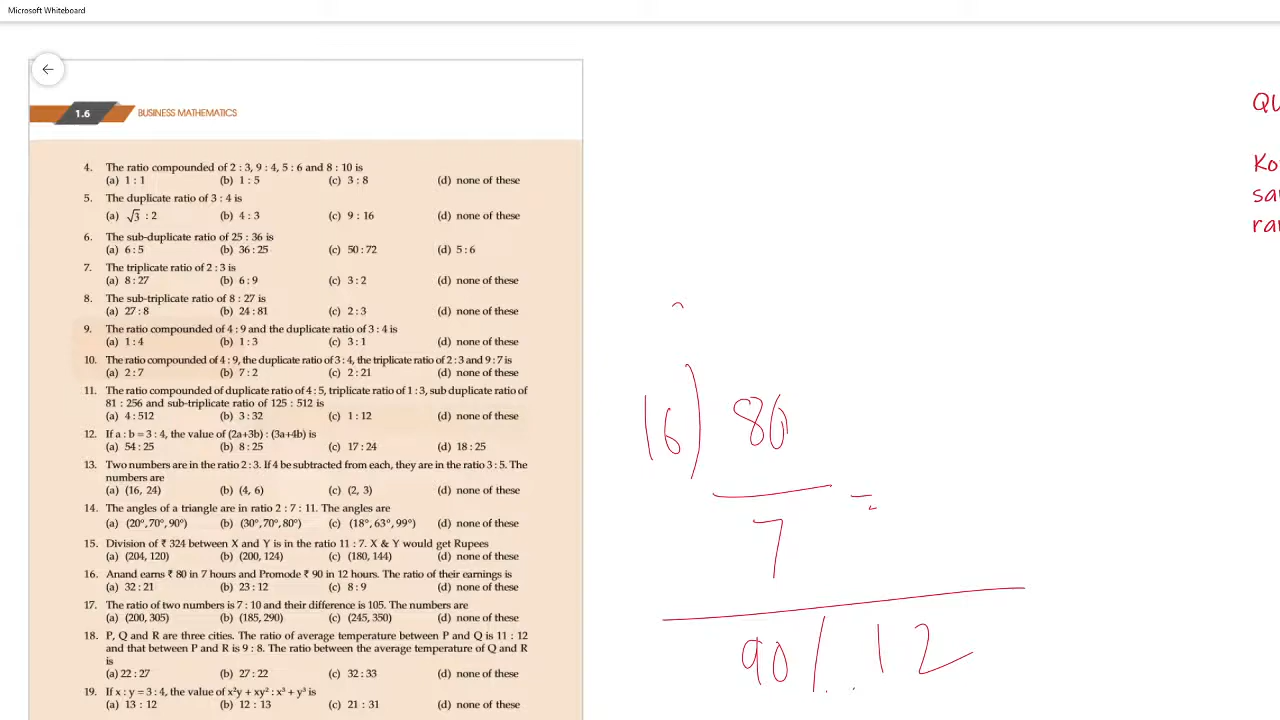 Microsoft Whiteboard
1.6 BUSINESS MATHEMATICS
4. The ratio compounded of 2 : 3, 9 : 4, 5 : 6 and 8 : 10 is
(a) 1 : 1 (b) 1 : 5 (c) 3 : 8 (d) none of these
5. The duplicate ratio of 3 : 4 is
(a) √3 : 2 (b) 4 : 3 (c) 9 : 16 (d) none of these
6. The sub-duplicate ratio of 25 : 36 is
(a) 6 : 5 (b) 36 : 25 (c) 50 : 72 (d) 5 : 6
7. The triplicate ratio of 2 : 3 is
(a) 8 : 27 (b) 6 : 9 (c) 3 : 2 (d) none of these
8. The sub-triplicate ratio of 8 : 27 is
(a) 27 : 8 (b) 24 : 81 (c) 2 : 3 (d) none of these
9. The ratio compounded of 4 : 9 and the duplicate ratio of 3 : 4 is
(a) 1 : 4 (b) 1 : 3 (c) 3 : 1 (d) none of these
10. The ratio compounded of 4 : 9, the duplicate ratio of 3 : 4, the triplicate ratio of 2 : 3 and 9 : 7 is
(a) 2 : 7 (b) 7 : 2 (c) 2 : 21 (d) none of these
11. The ratio compounded of duplicate ratio of 4 : 5, triplicate ratio of 1 : 3, sub duplicate ratio of
81 : 256 and sub-triplicate ratio of 125 : 512 is
(a) 4 : 512 (b) 3 : 32 (c) 1 : 12 (d) none of these
12. If a : b = 3 : 4, the value of (2a+3b) : (3a+4b) is
(a) 54 : 25 (b) 8 : 25 (c) 17 : 24 (d) 18 : 25
13. Two numbers are in the ratio 2 : 3. If 4 be subtracted from each, they are in the ratio 3 : 5. The
numbers are
(a) (16, 24) (b) (4, 6) (c) (2, 3) (d) none of these
14. The angles of a triangle are in ratio 2 : 7 : 11. The angles are
(a) (20°, 70°, 90°) (b) (30°, 70°, 80°) (c) (18°, 63°, 99°) (d) none of these
15. Division of ₹ 324 between X and Y is in the ratio 11 : 7. X & Y would get Rupees
(a) (204, 120) (b) (200, 124) (c) (180, 144) (d) none of these
16. Anand earns ₹ 80 in 7 hours and Promode ₹ 90 in 12 hours. The ratio of their earnings is
(a) 32 : 21 (b) 23 : 12 (c) 8 : 9 (d) none of these
17. The ratio of two numbers is 7 : 10 and their difference is 105. The numbers are
(a) (200, 305) (b) (185, 290) (c) (245, 350) (d) none of these
18. P, Q and R are three cities. The ratio of average temperature between P and Q is 11 : 12
and that between P and R is 9 : 8. The ratio between the average temperature of Q and R
is
(a) 22 : 27 (b) 27 : 22 (c) 32 : 33 (d) none of these
19. If x : y = 3 : 4, the value of x²y + xy² : x³ + y³ is
(a) 13 : 12 (b) 12 : 13 (c) 21 : 31 (d) none of these
16) 80
=
7
90 / 12